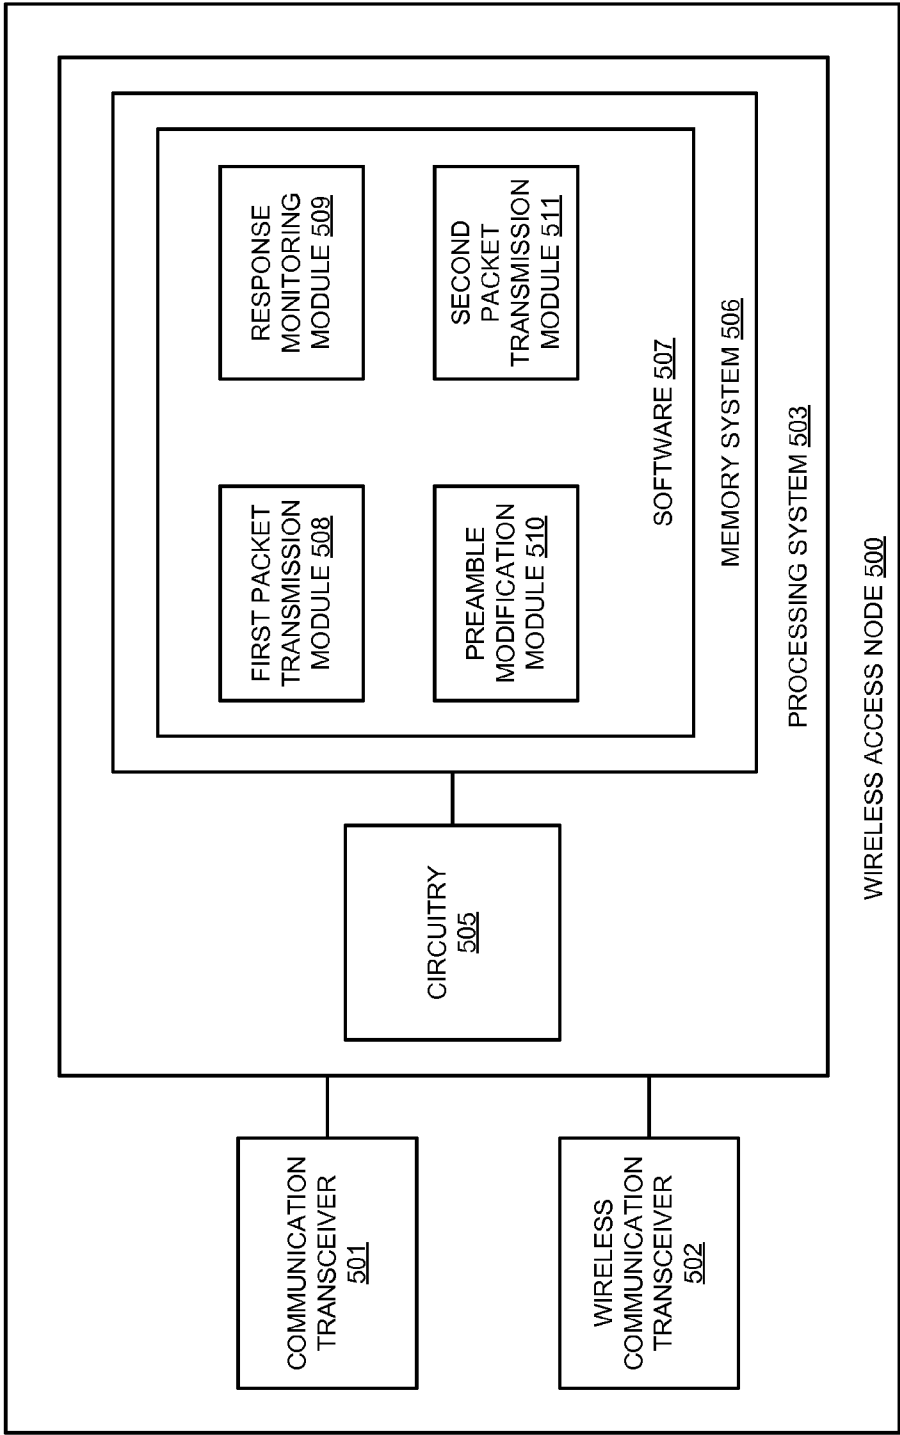 COMMUNICATION
TRANSCEIVER
501
WIRELESS
COMMUNICATION
TRANSCEIVER
502
CIRCUITRY
505
FIRST PACKET
TRANSMISSION
MODULE 508
RESPONSE
MONITORING
MODULE 509
PREAMBLE
MODIFICATION
MODULE 510
SECOND
PACKET
TRANSMISSION
MODULE 511
SOFTWARE 507
MEMORY SYSTEM 506
PROCESSING SYSTEM 503
WIRELESS ACCESS NODE 500